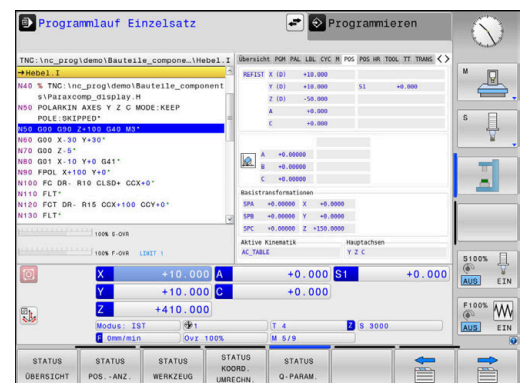 Programmlauf Einzelsatz
Programmieren
TNC:\nc_prog\demo\Bauteile_compone…\Hebel.I
→Hebel.I
N40 % TNC:\nc_prog\demo\Bauteile_component
s\Paraxcomp_display.H
N50 POLARKIN AXES Y Z C MODE:KEEP
POLE:SKIPPED*
N50 G00 G90 Z+100 G40 M3*
N60 G00 X-30 Y+30*
N70 G00 Z-5*
N80 G01 X-10 Y+0 G41*
N90 FPOL X+100 Y+0*
N100 FC DR- R10 CLSD+ CCX+0*
N110 FLT*
N120 FCT DR- R15 CCX+100 CCY+0*
N130 FLT*
100% S-OVR
100% F-OVR LIMIT 1
Übersicht PGM PAL LBL CYC M POS POS HR TOOL TT TRANS
REFIST X (D) +10.000
Y (D) +10.000 S1 +0.000
Z (D) -50.000
A +0.000
C +0.000
A +0.00000
B +0.00000
C +0.00000
Basistransformationen
SPA +0.00000 X +0.0000
SPB +0.00000 Y +0.0000
SPC +0.00000 Z +150.0000
Aktive Kinematik Hauptachsen
AC_TABLE Y Z C
X +10.000 A +0.000 S1 +0.000
Y +10.000 C +0.000
Z +410.000
Modus: IST 1 T 4 Z S 3000
F 0mm/min Ovr 100% M 5/9
M
S
S100%
AUS EIN
F100%
AUS EIN
STATUS ÜBERSICHT
STATUS POS.-ANZ.
STATUS WERKZEUG
STATUS KOORD. UMRECHN.
STATUS Q-PARAM.